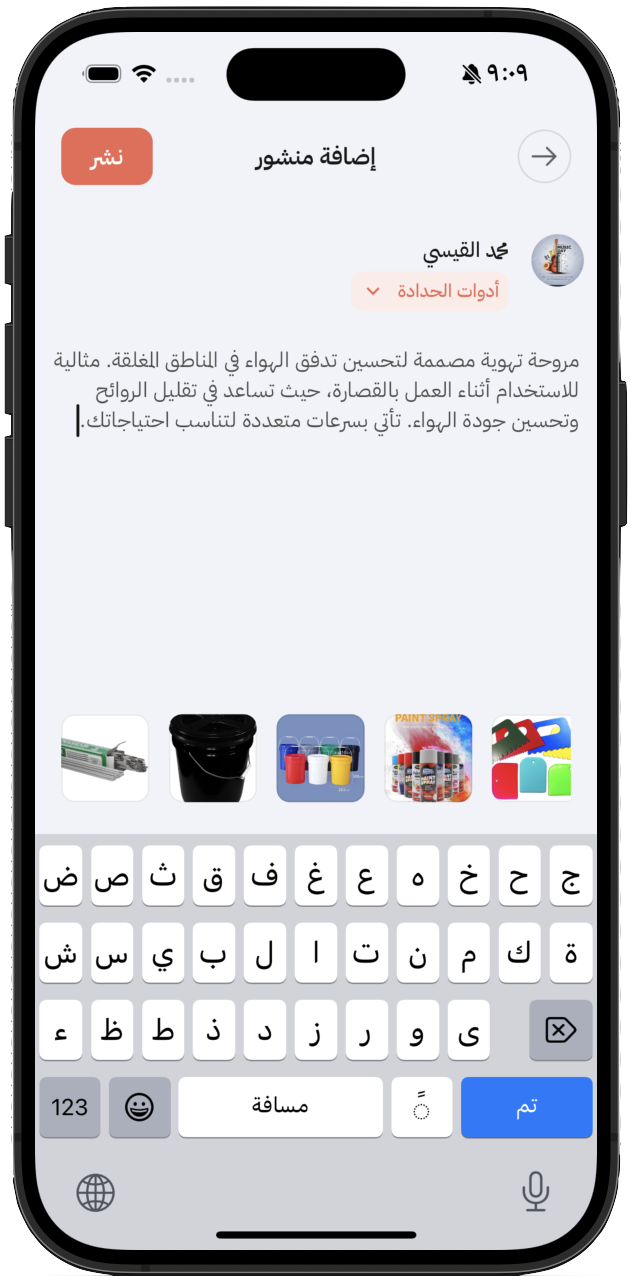 ٩:٠٩
إضافة منشور
نشر
محمد القيسي
أدوات الحدادة
مروحة تهوية مصممة لتحسين تدفق الهواء في المناطق المغلقة. مثالية
للاستخدام أثناء العمل بالقصارة، حيث تساعد في تقليل الروائح
وتحسين جودة الهواء. تأتي بسرعات متعددة لتناسب احتياجاتك.
PAINT SPRAY
PAINT SPRAY
ج ح خ ه ع غ ف ق ث ص ض
ة ك م ن ت ا ل ب ي س ش
ى و ر ز د ذ ط ظ ء
تم
مسافة
123